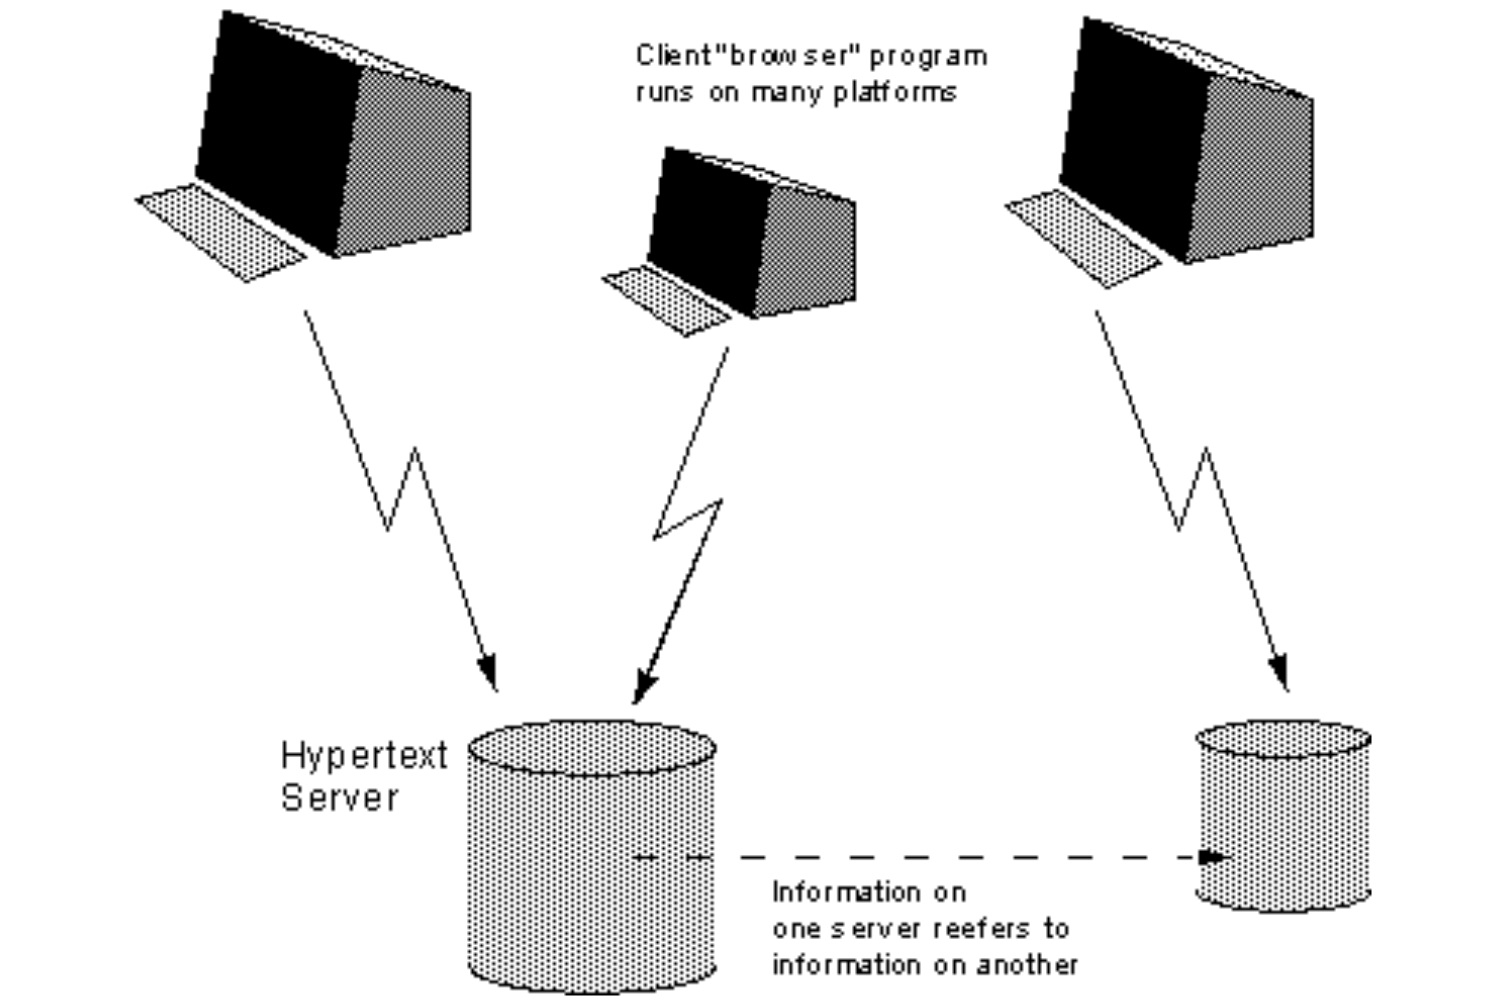 Client "browser" program
runs on many platforms
Hypertext
Server
Information on
one server reefers to
information on another